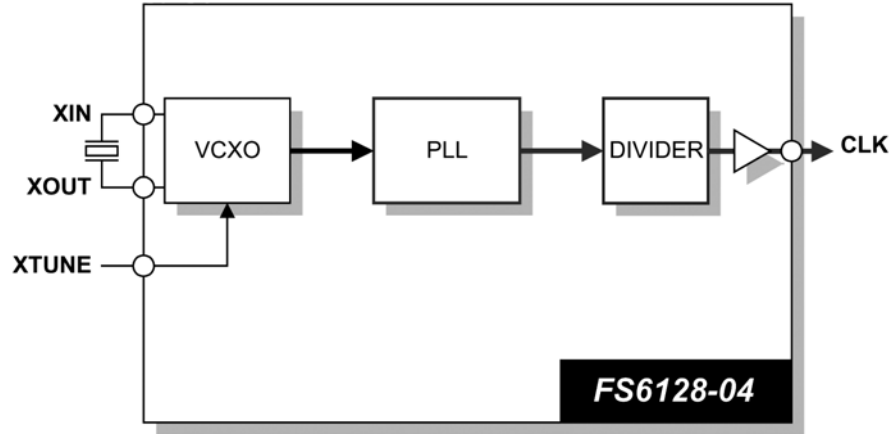 XIN
XOUT
XTUNE
VCXO
PLL
DIVIDER
CLK
FS6128-04